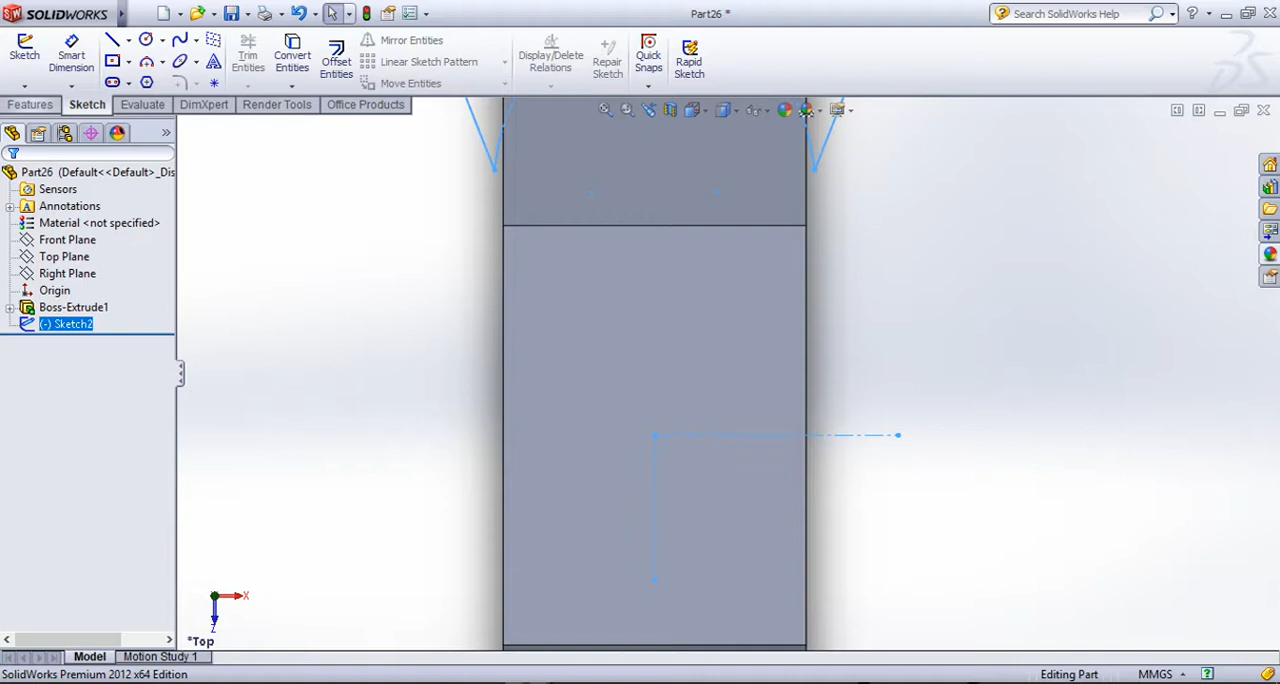 SOLIDWORKS
Part26 *
Search SolidWorks Help
Sketch
Smart Dimension
Trim Entities
Convert Entities
Offset Entities
Mirror Entities
Linear Sketch Pattern
Move Entities
Display/Delete Relations
Repair Sketch
Quick Snaps
Rapid Sketch
Features
Sketch
Evaluate
DimXpert
Render Tools
Office Products
Part26 (Default<<Default>_Dis
Sensors
Annotations
Material <not specified>
Front Plane
Top Plane
Right Plane
Origin
Boss-Extrude1
(-) Sketch2
X
Z
*Top
Model
Motion Study 1
SolidWorks Premium 2012 x64 Edition
Editing Part
MMGS